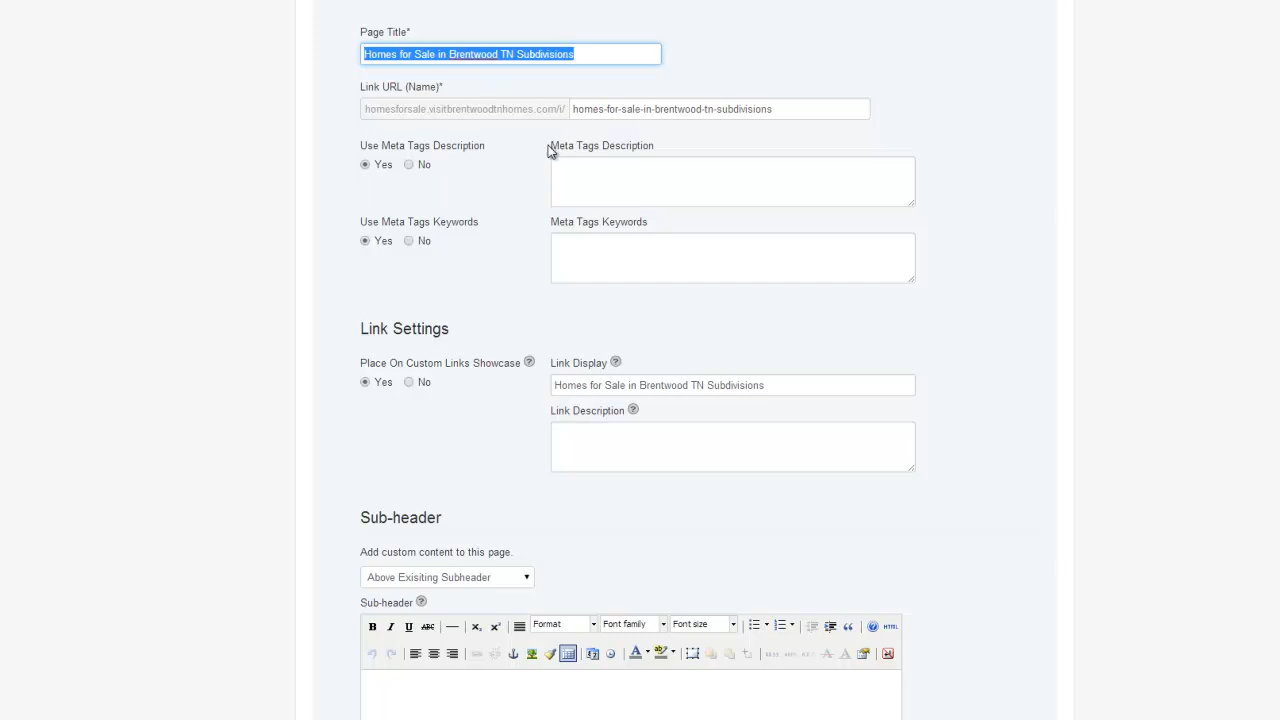 Page Title*
Homes for Sale in Brentwood TN Subdivisions
Link URL (Name)*
homesforsale.visitbrentwoodtnhomes.com/i/ homes-for-sale-in-brentwood-tn-subdivisions
Use Meta Tags Description Meta Tags Description
Yes No
Use Meta Tags Keywords Meta Tags Keywords
Yes No
Link Settings
Place On Custom Links Showcase ? Link Display ?
Yes No Homes for Sale in Brentwood TN Subdivisions
Link Description ?
Sub-header
Add custom content to this page.
Above Exisiting Subheader
Sub-header ?
B I U ABC Format Font family Font size HTML